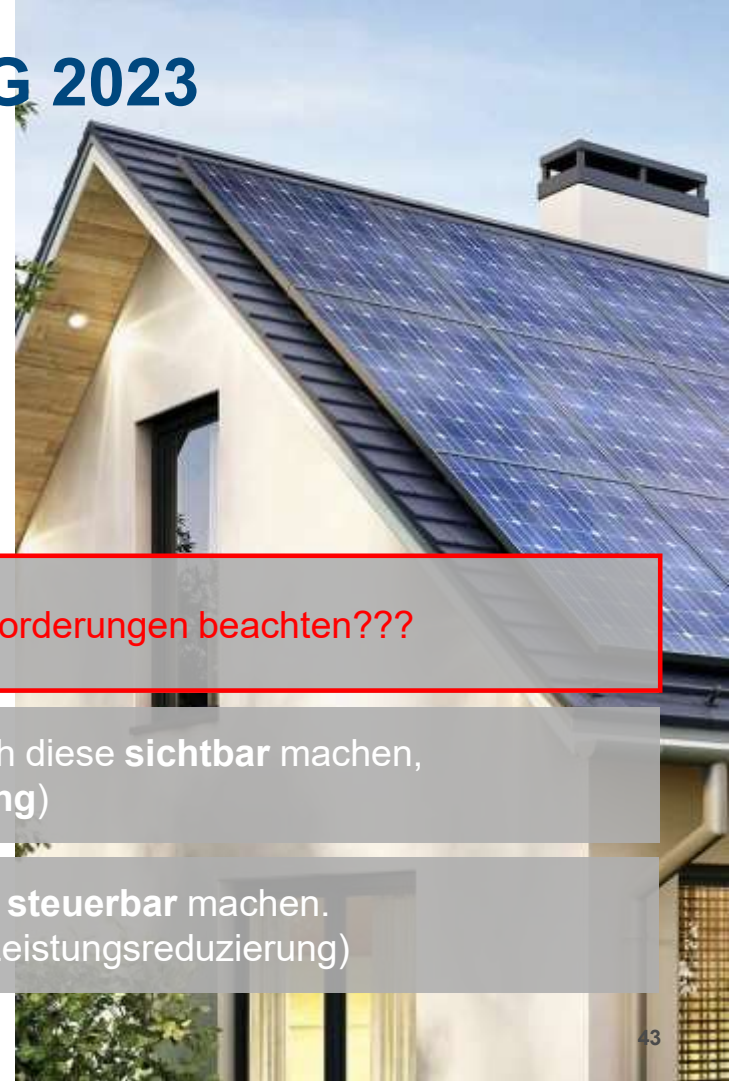 G 2023
orderungen beachten???
h diese sichtbar machen,
ng)
steuerbar machen.
eistungsreduzierung)
43